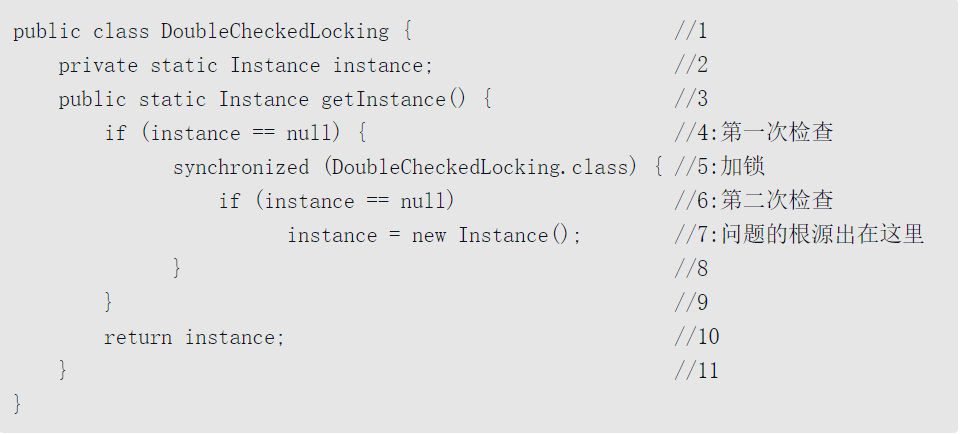 public class DoubleCheckedLocking { //1
    private static Instance instance; //2
    public static Instance getInstance() { //3
        if (instance == null) { //4:第一次检查
            synchronized (DoubleCheckedLocking.class) { //5:加锁
                if (instance == null) //6:第二次检查
                    instance = new Instance(); //7:问题的根源出在这里
            } //8
        } //9
        return instance; //10
    } //11
}